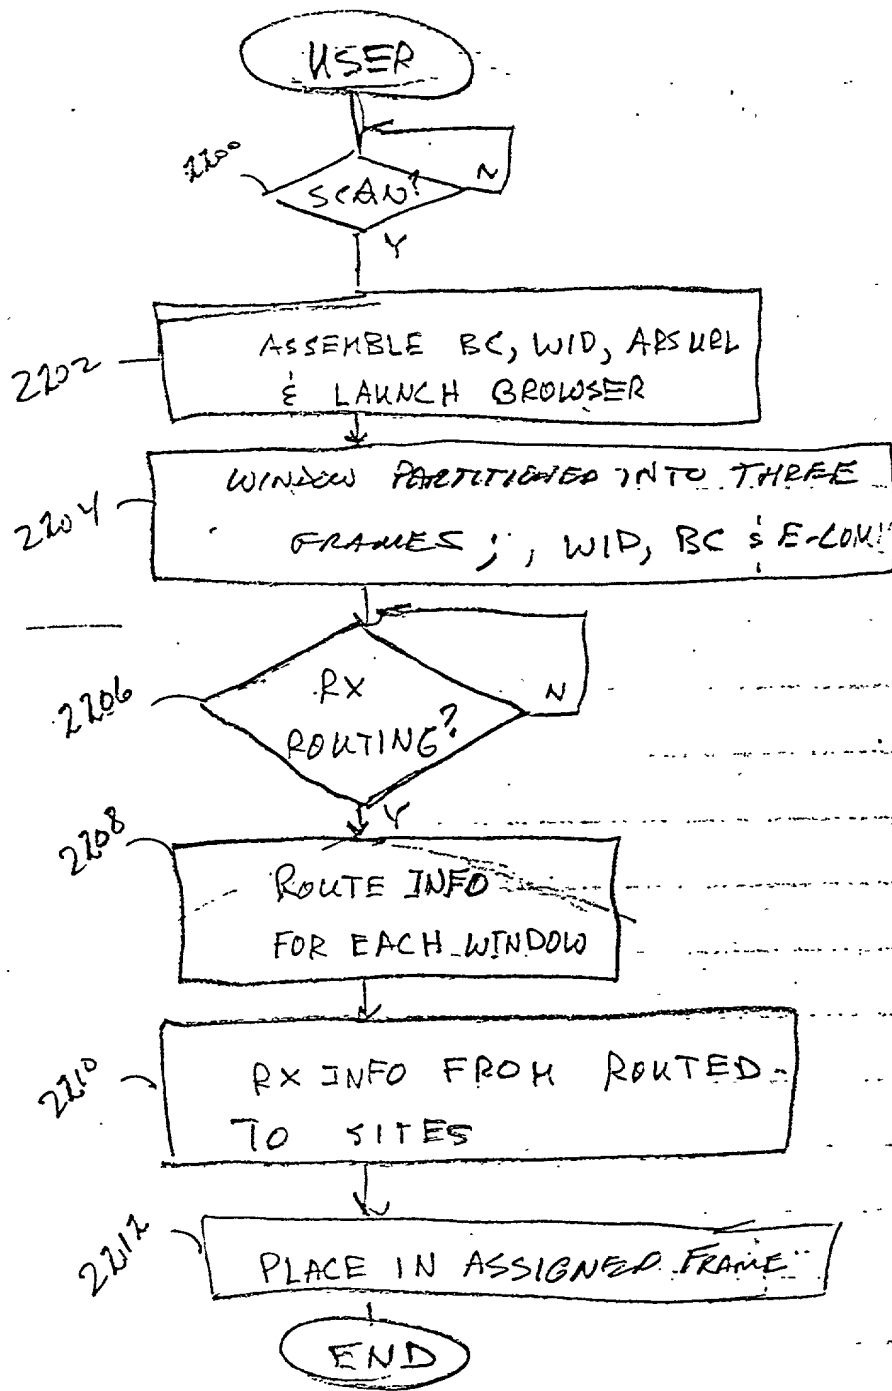 USER
2200
SCAN?
N
Y
2202
ASSEMBLE BC, WID, ARS URL
& LAUNCH BROWSER
2204
WINDOW PARTITIONED INTO THREE
FRAMES ; , WID, BC & E-COM
2206
RX
ROUTING?
N
Y
2208
ROUTE INFO
FOR EACH WINDOW
2210
RX INFO FROM ROUTED-
TO SITES
2212
PLACE IN ASSIGNED FRAME
END